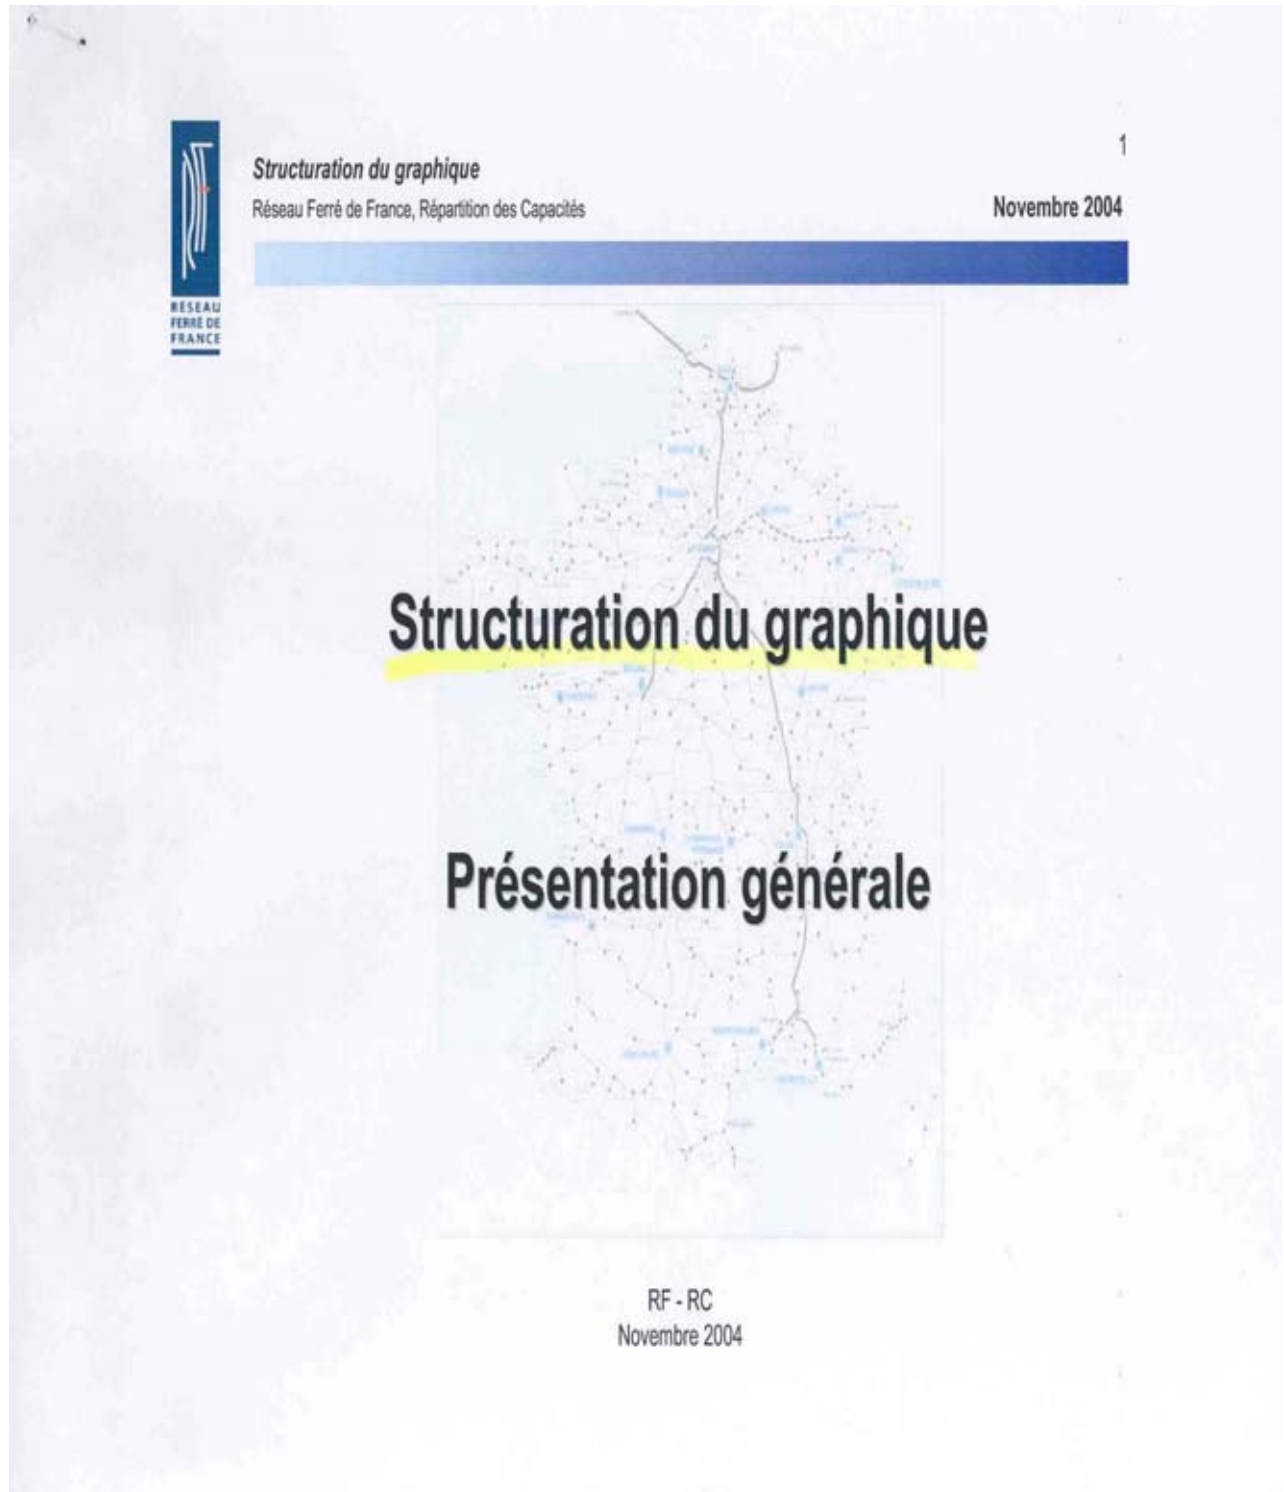 1
Structuration du graphique
Réseau Ferré de France, Répartition des Capacités
Novembre 2004
RESEAU
FERRÉ DE
FRANCE
Structuration du graphique
Présentation générale
RF - RC
Novembre 2004